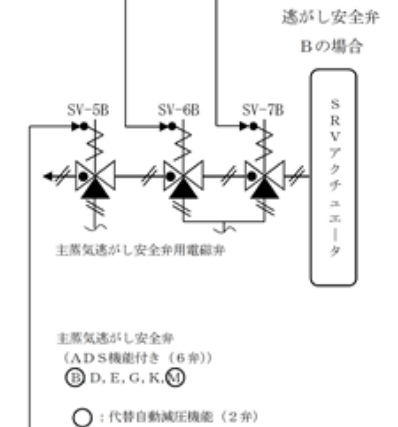 逃がし安全弁
Bの場合
SV-5B SV-6B SV-7B
SRVアクチュエータ
主蒸気逃がし安全弁用電磁弁
主蒸気逃がし安全弁
(ADS機能付き(6弁))
B, D, E, G, K, M
○:代替自動減圧機能(2弁)